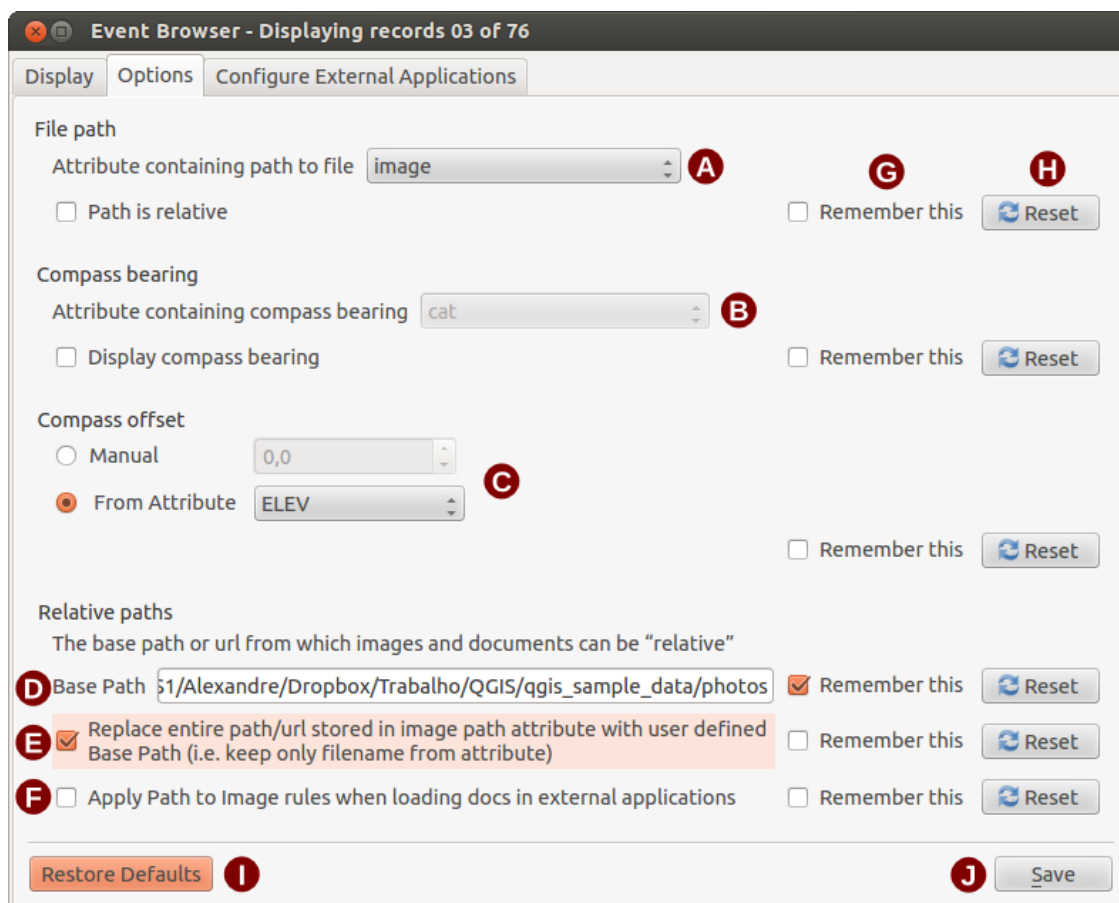 Event Browser - Displaying records 03 of 76
Display Options Configure External Applications
File path
Attribute containing path to file image A G H
Path is relative Remember this Reset
Compass bearing
Attribute containing compass bearing cat B
Display compass bearing Remember this Reset
Compass offset
Manual 0,0
C
From Attribute ELEV
Remember this Reset
Relative paths
The base path or url from which images and documents can be “relative”
D Base Path S1/Alexandre/Dropbox/Trabalho/QGIS/qgis_sample_data/photos Remember this Reset
E Replace entire path/url stored in image path attribute with user defined
Base Path (i.e. keep only filename from attribute) Remember this Reset
F Apply Path to Image rules when loading docs in external applications Remember this Reset
Restore Defaults I J Save